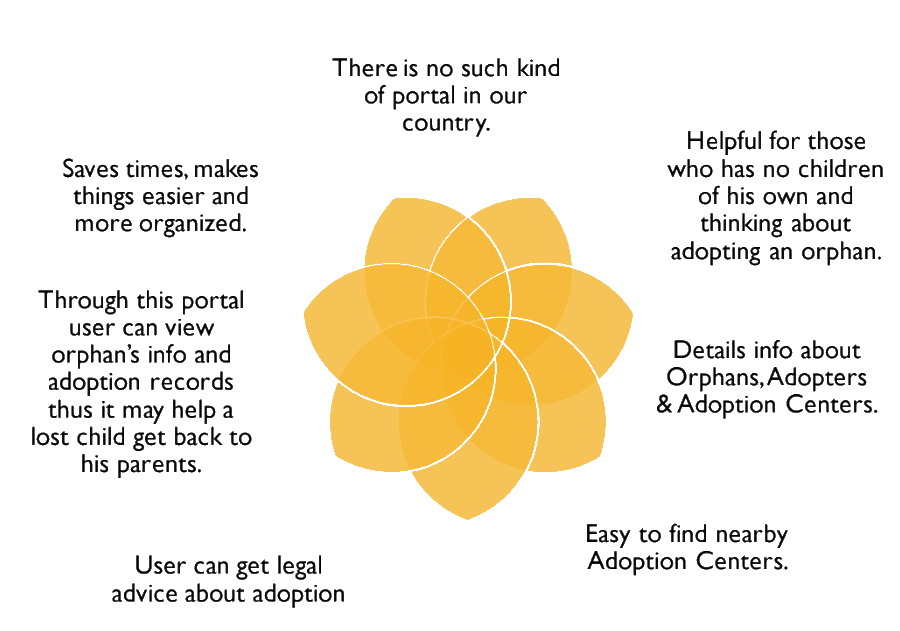 There is no such kind
of portal in our
country.
Helpful for those
who has no children
of his own and
thinking about
adopting an orphan.
Details info about
Orphans, Adopters
& Adoption Centers.
Easy to find nearby
Adoption Centers.
User can get legal
advice about adoption
Through this portal
user can view
orphan's info and
adoption records
thus it may help a
lost child get back to
his parents.
Saves times, makes
things easier and
more organized.